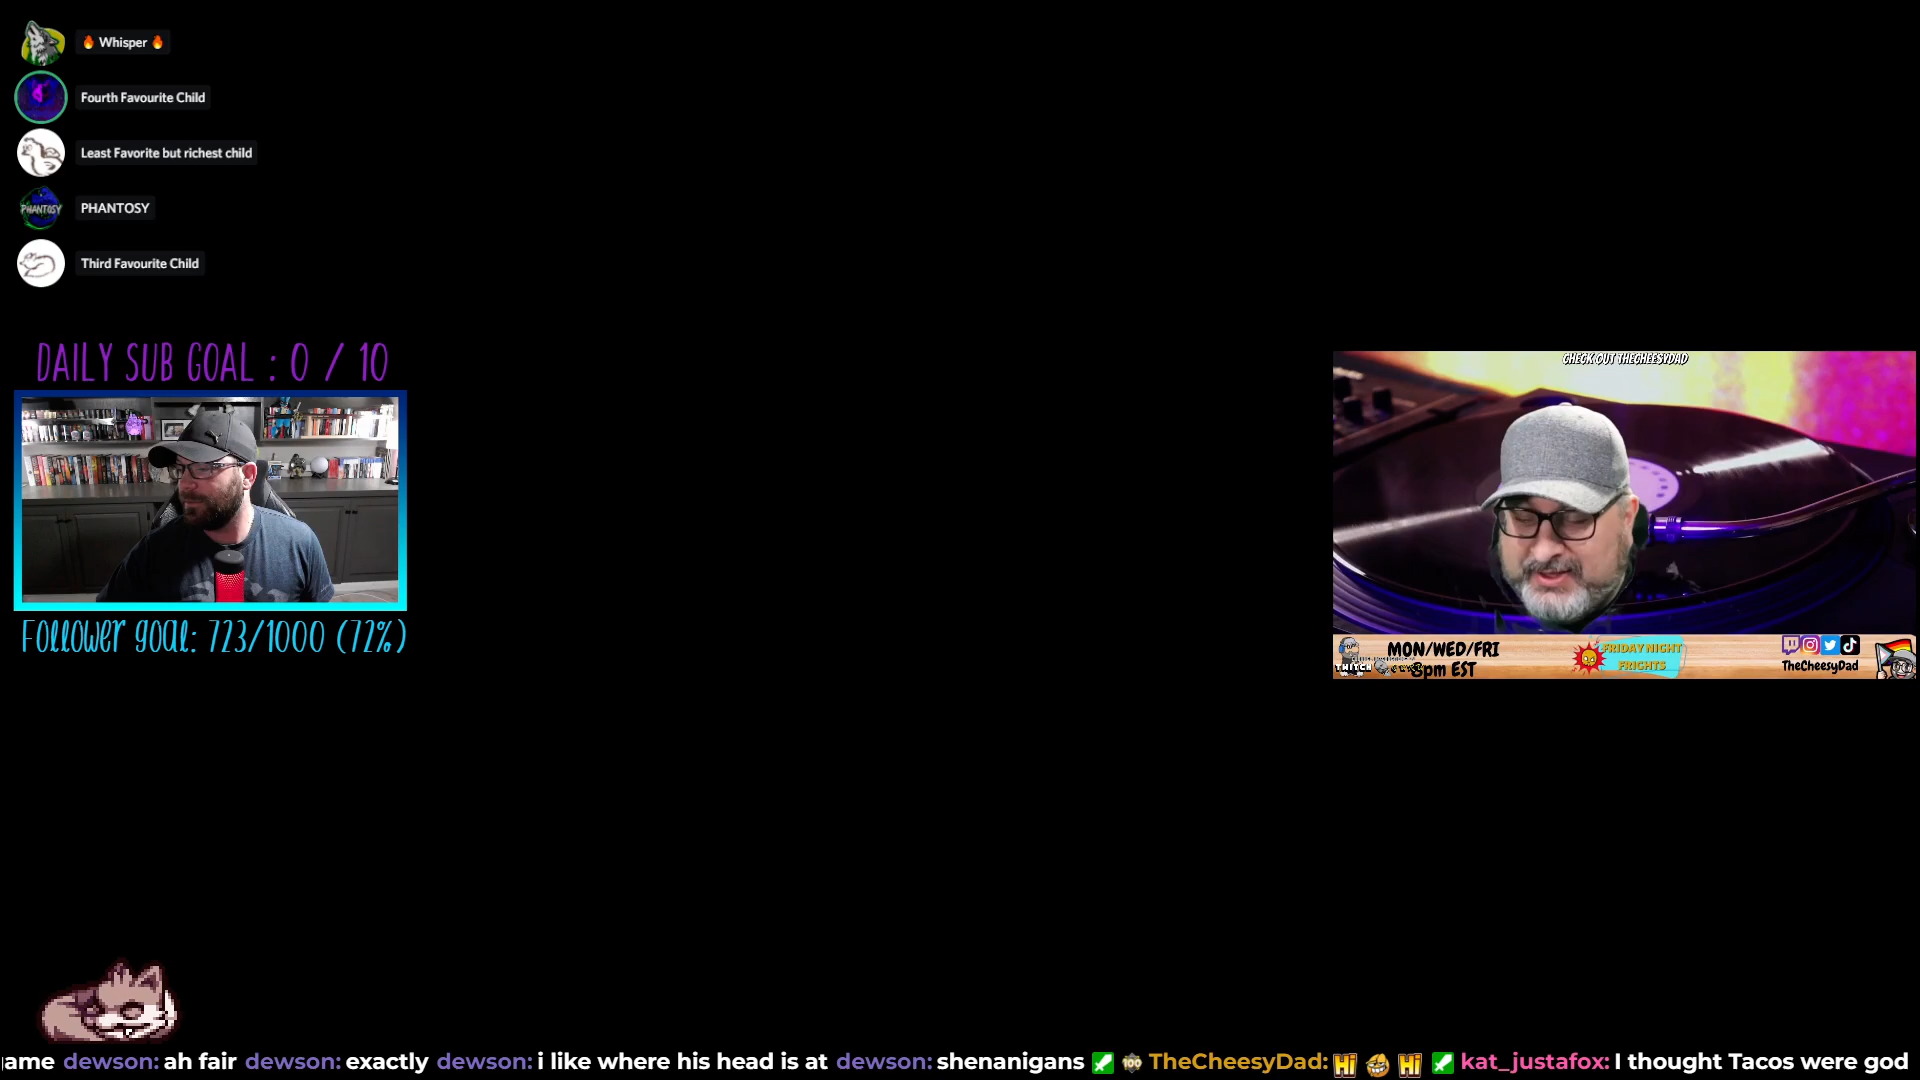 Whisper
Fourth Favourite Child
Least Favorite but richest child
PHANTOSY
PHANTOSY
Third Favourite Child
DAILY SUB GOAL : 0 / 10
Follower goal: 723/1000 (72%)
CHECK OUT THECHEESYDAD
MON/WED/FRI
8pm EST
TWITCH
FRIDAY NIGHT
FRIGHTS
TheCheesyDad
ame dewson: ah fair dewson: exactly dewson: i like where his head is at dewson: shenanigans 100 TheCheesyDad: Hi Hi kat_justafox: I thought Tacos were god